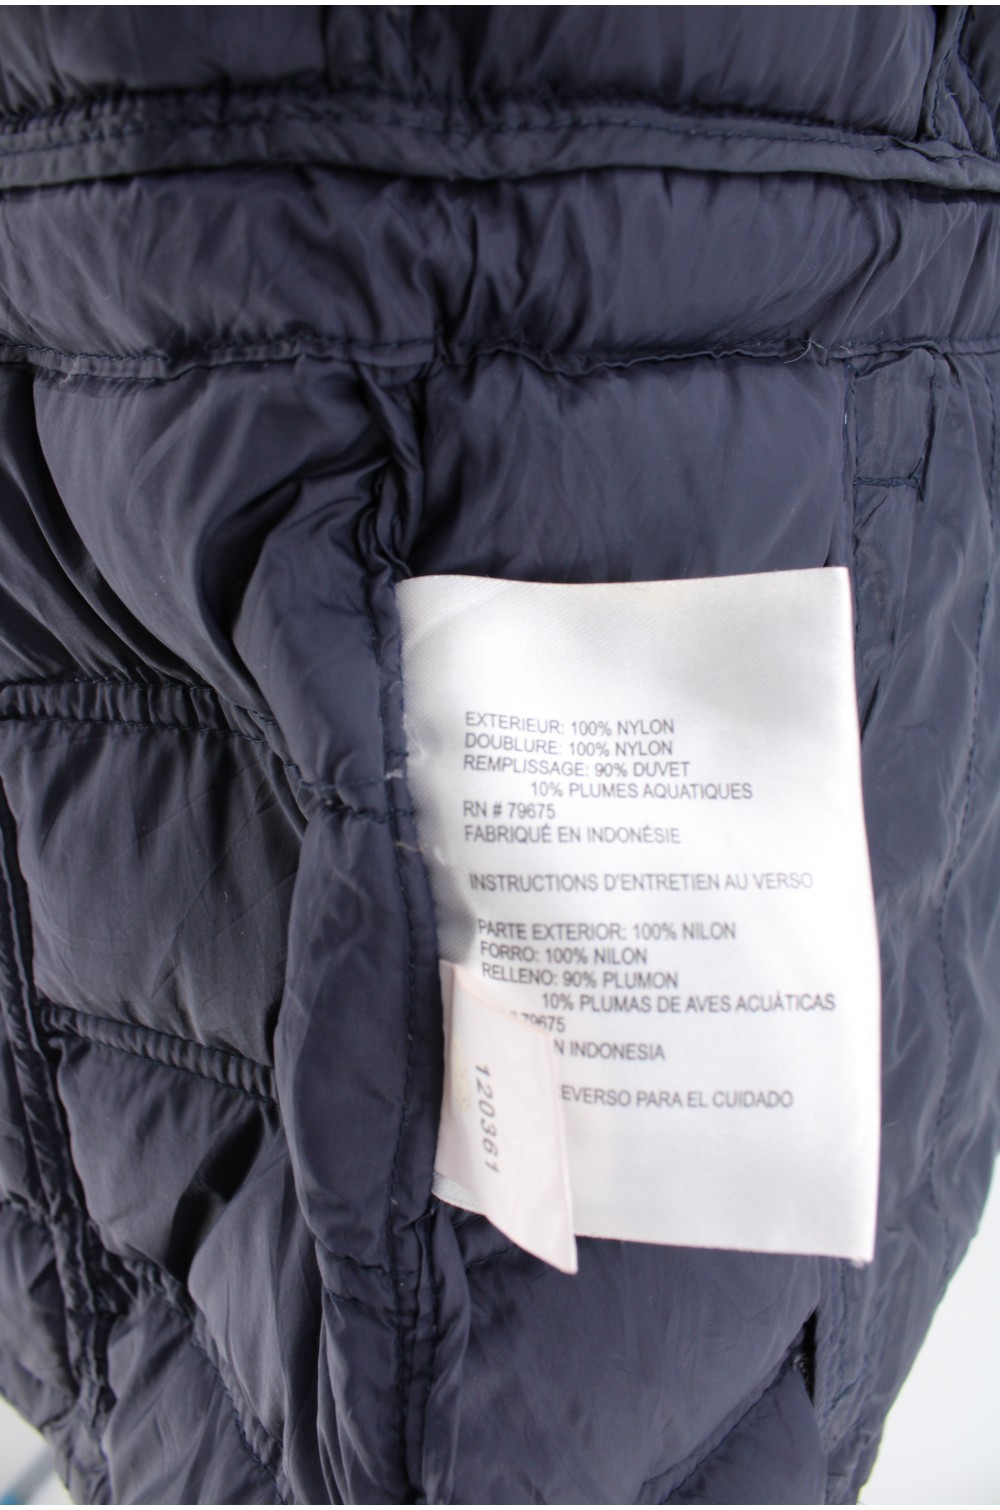 EXTERIEUR: 100% NYLON
DOUBLURE: 100% NYLON
REMPLISSAGE: 90% DUVET
10% PLUMES AQUATIQUES
RN # 79675
FABRIQUÉ EN INDONÉSIE
INSTRUCTIONS D'ENTRETIEN AU VERSO
PARTE EXTERIOR: 100% NILON
FORRO: 100% NILON
RELLENO: 90% PLUMON
10% PLUMAS DE AVES ACUÁTICAS
79675
N INDONESIA
EVERSO PARA EL CUIDADO
120361